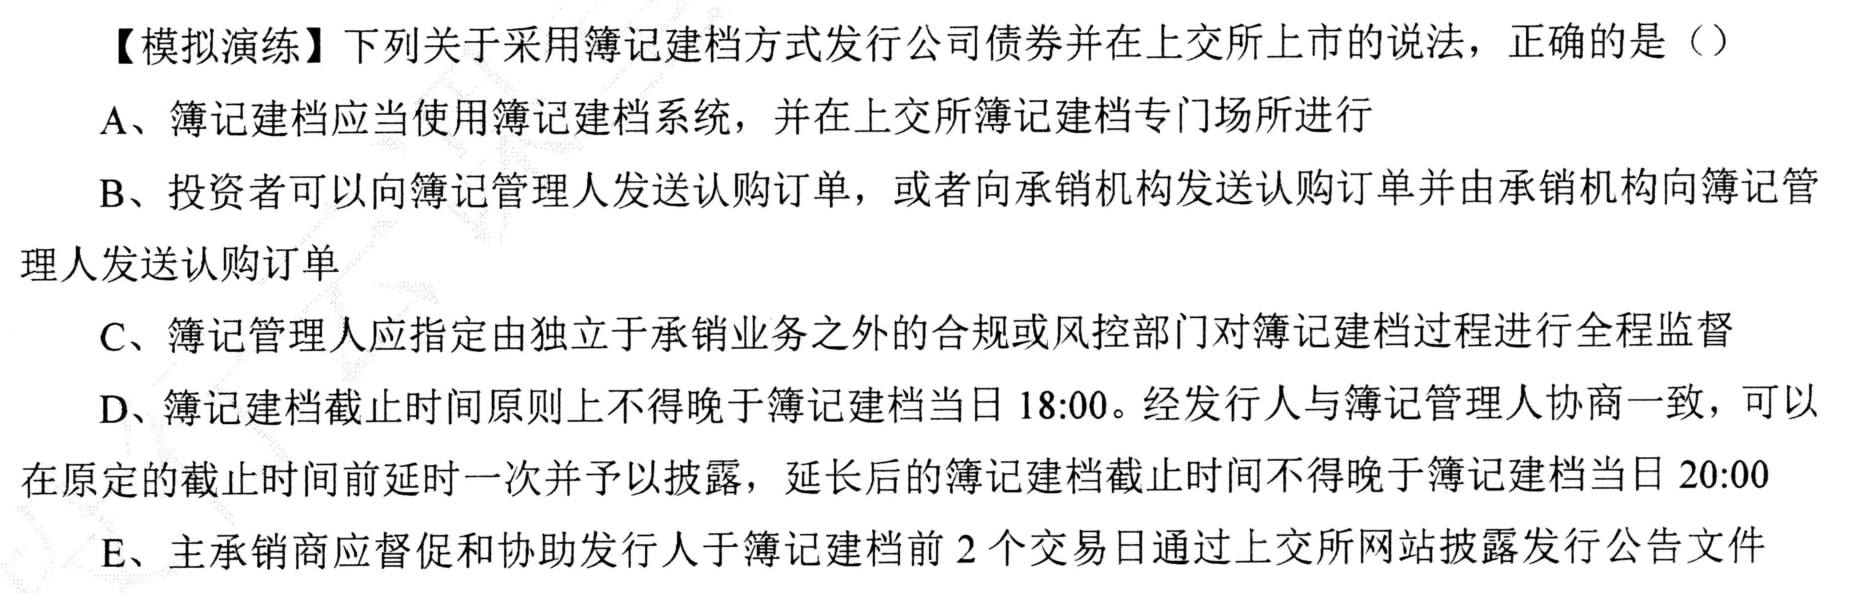 【模拟演练】下列关于采用簿记建档方式发行公司债券并在上交所上市的说法，正确的是（）
A、簿记建档应当使用簿记建档系统，并在上交所簿记建档专门场所进行
B、投资者可以向簿记管理人发送认购订单，或者向承销机构发送认购订单并由承销机构向簿记管
理人发送认购订单
C、簿记管理人应指定由独立于承销业务之外的合规或风控部门对簿记建档过程进行全程监督
D、簿记建档截止时间原则上不得晚于簿记建档当日 18:00。经发行人与簿记管理人协商一致，可以
在原定的截止时间前延时一次并予以披露，延长后的簿记建档截止时间不得晚于簿记建档当日 20:00
E、主承销商应督促和协助发行人于簿记建档前 2 个交易日通过上交所网站披露发行公告文件